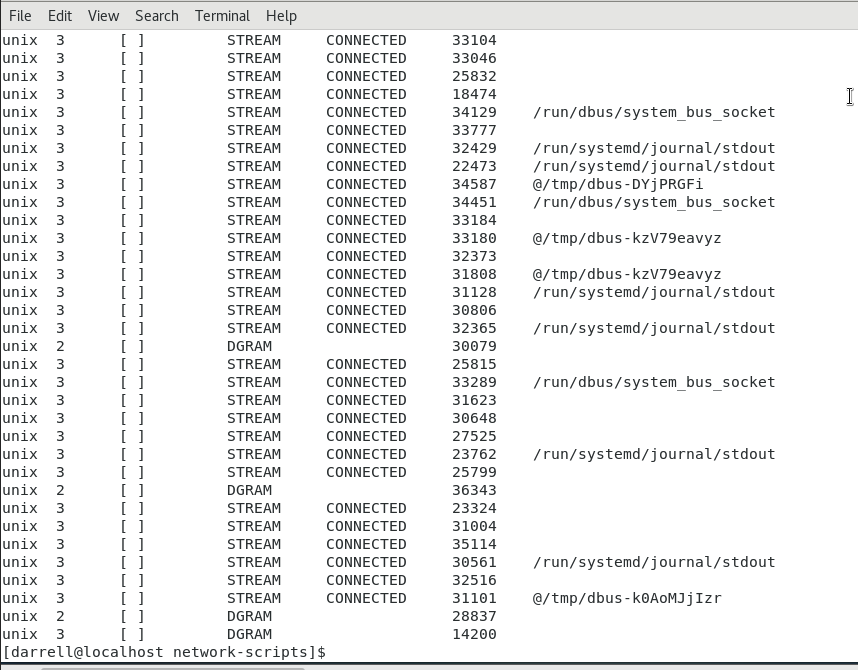 File Edit View Search Terminal Help
unix 3 [ ] STREAM CONNECTED 33104
unix 3 [ ] STREAM CONNECTED 33046
unix 3 [ ] STREAM CONNECTED 25832
unix 3 [ ] STREAM CONNECTED 18474
unix 3 [ ] STREAM CONNECTED 34129 /run/dbus/system_bus_socket
unix 3 [ ] STREAM CONNECTED 33777
unix 3 [ ] STREAM CONNECTED 32429 /run/systemd/journal/stdout
unix 3 [ ] STREAM CONNECTED 22473 /run/systemd/journal/stdout
unix 3 [ ] STREAM CONNECTED 34587 @/tmp/dbus-DYjPRGFi
unix 3 [ ] STREAM CONNECTED 34451 /run/dbus/system_bus_socket
unix 3 [ ] STREAM CONNECTED 33184
unix 3 [ ] STREAM CONNECTED 33180 @/tmp/dbus-kzV79eavyz
unix 3 [ ] STREAM CONNECTED 32373
unix 3 [ ] STREAM CONNECTED 31808 @/tmp/dbus-kzV79eavyz
unix 3 [ ] STREAM CONNECTED 31128 /run/systemd/journal/stdout
unix 3 [ ] STREAM CONNECTED 30806
unix 3 [ ] STREAM CONNECTED 32365 /run/systemd/journal/stdout
unix 2 [ ] DGRAM 30079
unix 3 [ ] STREAM CONNECTED 25815
unix 3 [ ] STREAM CONNECTED 33289 /run/dbus/system_bus_socket
unix 3 [ ] STREAM CONNECTED 31623
unix 3 [ ] STREAM CONNECTED 30648
unix 3 [ ] STREAM CONNECTED 27525
unix 3 [ ] STREAM CONNECTED 23762 /run/systemd/journal/stdout
unix 3 [ ] STREAM CONNECTED 25799
unix 2 [ ] DGRAM 36343
unix 3 [ ] STREAM CONNECTED 23324
unix 3 [ ] STREAM CONNECTED 31004
unix 3 [ ] STREAM CONNECTED 35114
unix 3 [ ] STREAM CONNECTED 30561 /run/systemd/journal/stdout
unix 3 [ ] STREAM CONNECTED 32516
unix 3 [ ] STREAM CONNECTED 31101 @/tmp/dbus-k0AoMJjIzr
unix 2 [ ] DGRAM 28837
unix 3 [ ] DGRAM 14200
[darrell@localhost network-scripts]$